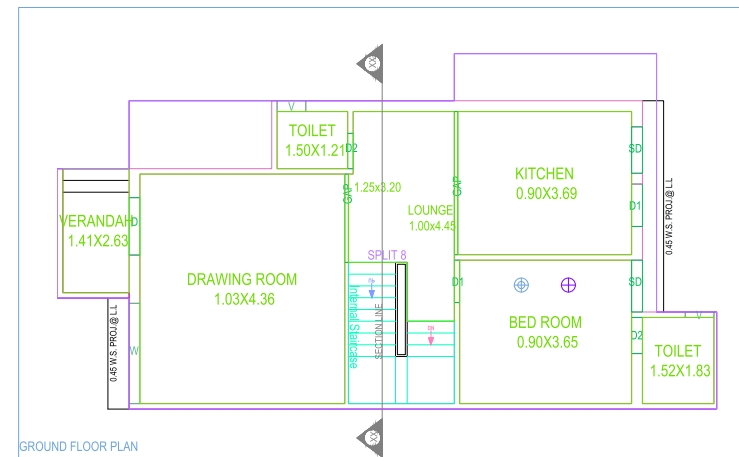 XX
V
TOILET
1.50X1.21
D2
KITCHEN
0.90X3.69
SD
D1
GAP
1.25x3.20
GAP
LOUNGE
1.00x4.45
0.45 W.S. PROJ.@ L.L
VERANDAH
1.41X2.63
D
DRAWING ROOM
1.03X4.36
SPLIT 8
D1
SD
BED ROOM
0.90X3.65
Internal Staircase
SECTION LINE
0.45 W.S. PROJ.@ L.L
W
V
D2
TOILET
1.52X1.83
XX
GROUND FLOOR PLAN